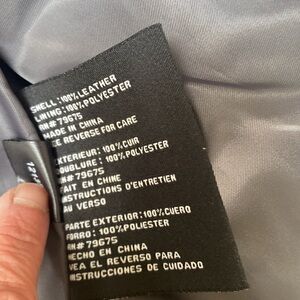 SHELL:100%LEATHER
LINING:100%POLYESTER
RN#79675
MADE IN CHINA
REVERSE FOR CARE
EXTERIEUR:100%CUIR
DOUBLURE:100%POLYESTER
RN#79675
FAIT EN CHINE
INSTRUCTIONS D'ENTRETIEN
AU VERSO
PARTE EXTERIOR:100%CUERO
FORRO:100%POLYESTER
RN#79675
HECHO EN CHINA
VEA EL REVERSO PARA
INSTRUCCIONES DE CUIDADO